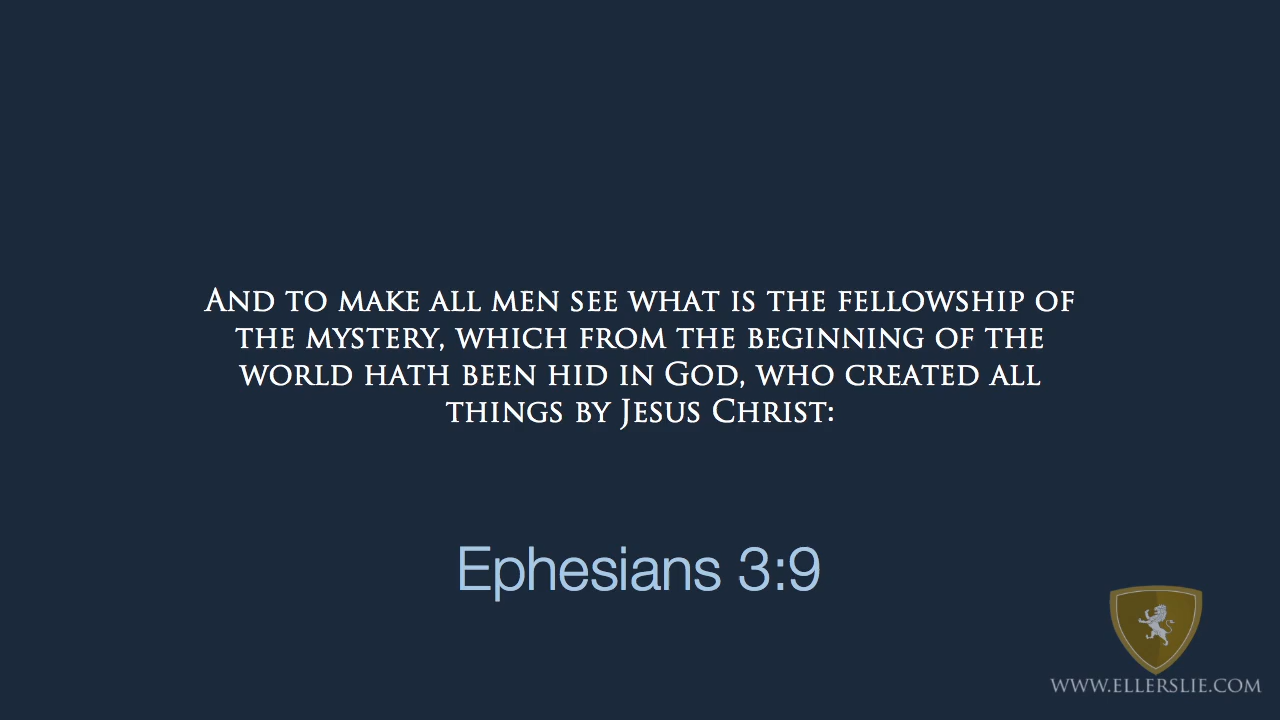 And to make all men see what is the fellowship of
the mystery, which from the beginning of the
world hath been hid in God, who created all
things by Jesus Christ:
Ephesians 3:9
www.ellerslie.com